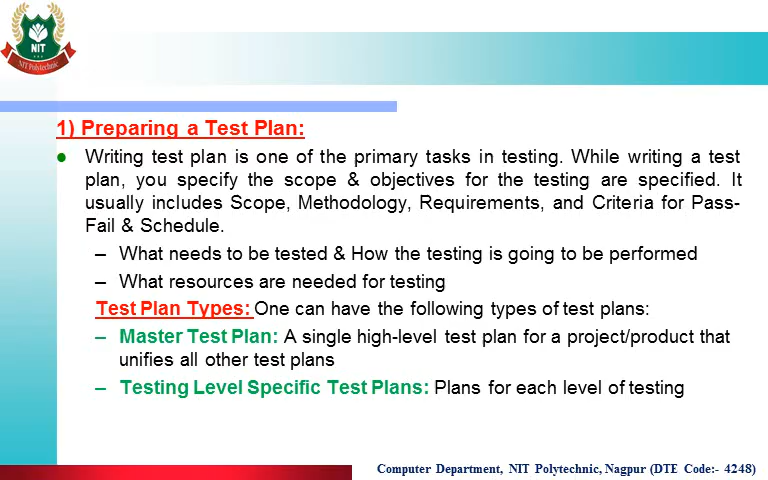 NIT
NIT Polytechnic
1) Preparing a Test Plan:
● Writing test plan is one of the primary tasks in testing. While writing a test
plan, you specify the scope & objectives for the testing are specified. It
usually includes Scope, Methodology, Requirements, and Criteria for Pass-
Fail & Schedule.
– What needs to be tested & How the testing is going to be performed
– What resources are needed for testing
Test Plan Types: One can have the following types of test plans:
– Master Test Plan: A single high-level test plan for a project/product that
unifies all other test plans
– Testing Level Specific Test Plans: Plans for each level of testing
Computer Department, NIT Polytechnic, Nagpur (DTE Code:- 4248)